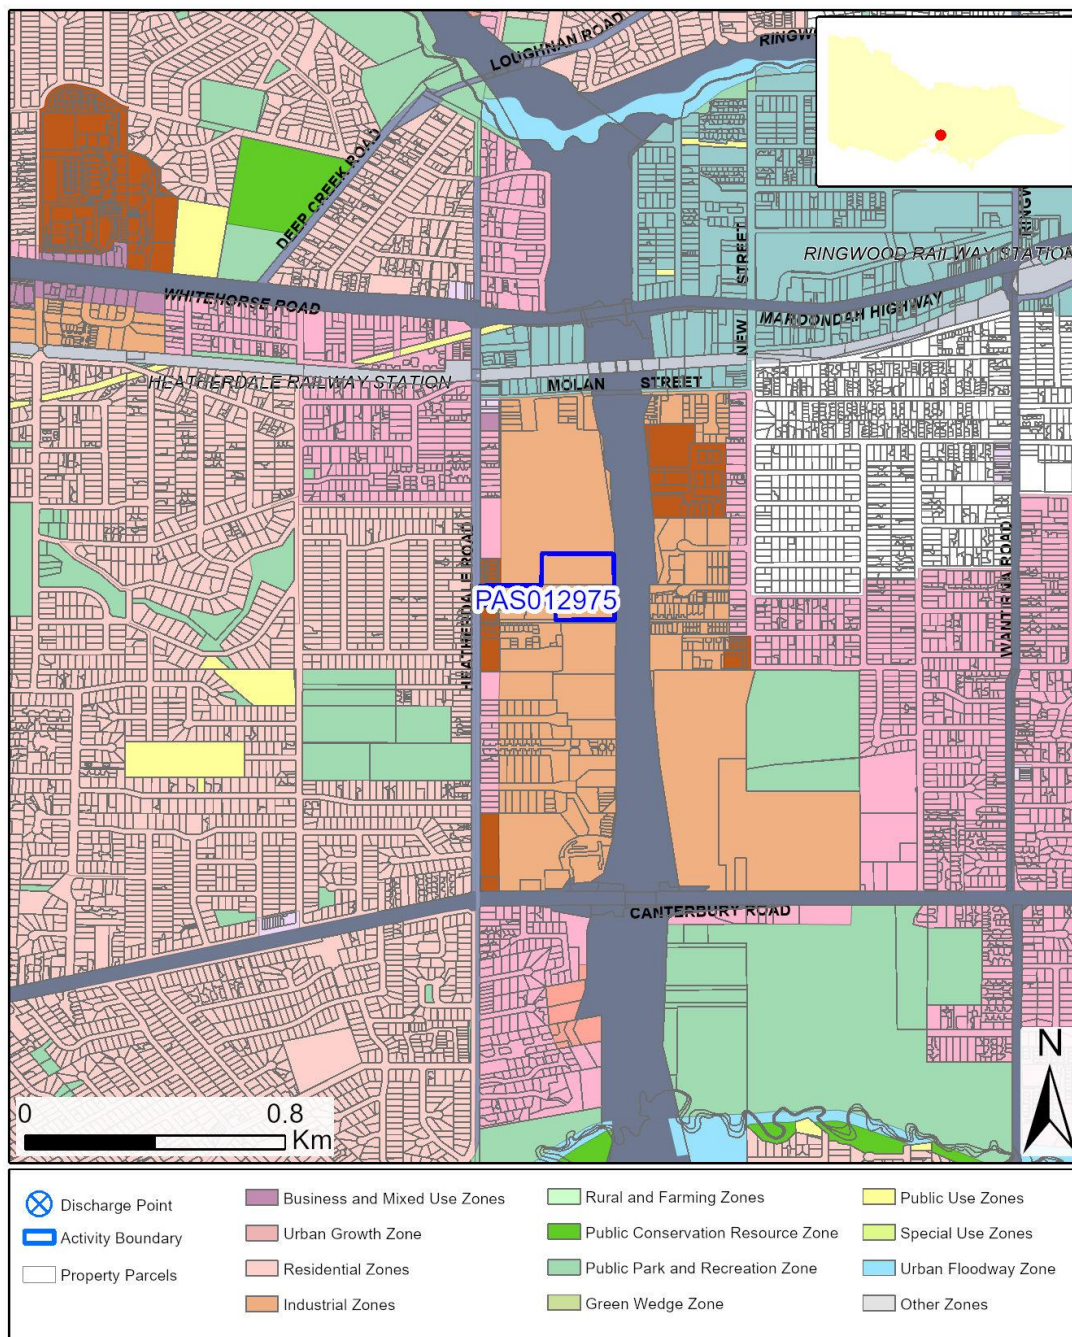 LOUGHNAN ROAD
DEEP CREEK ROAD
RINGWOOD RAILWAY STATION
NEW STREET
WHITEHORSE ROAD
MAROONDAH HIGHWAY
HEATHERDALE RAILWAY STATION
MOLAN STREET
HEATHERDALE ROAD
WANTIRNA ROAD
PAS012975
CANTERBURY ROAD
N
0 0.8
Km
Discharge Point
Activity Boundary
Property Parcels
Business and Mixed Use Zones
Urban Growth Zone
Residential Zones
Industrial Zones
Rural and Farming Zones
Public Conservation Resource Zone
Public Park and Recreation Zone
Green Wedge Zone
Public Use Zones
Special Use Zones
Urban Floodway Zone
Other Zones